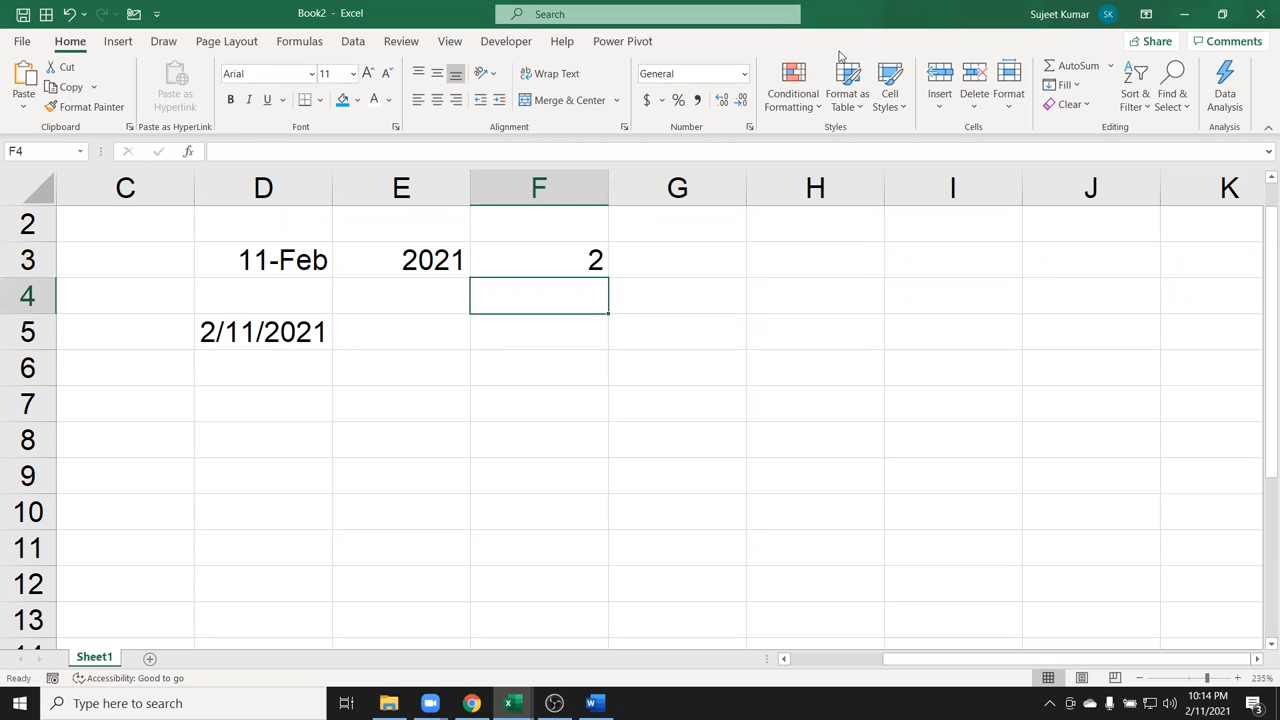 Book2 - Excel
Search
Sujeet Kumar
SK
File Home Insert Draw Page Layout Formulas Data Review View Developer Help Power Pivot
Share
Comments
Paste
Cut
Copy
Format Painter
Clipboard
Paste as
Hyperlink
Paste as HyperLink
Arial
11
B I U
A
Font
Wrap Text
Merge & Center
Alignment
General
$ % ,
Number
Conditional
Formatting
Format as
Table
Cell
Styles
Styles
Insert
Delete
Format
Cells
AutoSum
Fill
Clear
Sort &
Filter
Find &
Select
Editing
Data
Analysis
Analysis
F4
fx
C D E F G H I J K
2
3 11-Feb 2021 2
4
5 2/11/2021
6
7
8
9
10
11
12
13
Sheet1
Ready
Accessibility: Good to go
235%
Type here to search
10:14 PM
2/11/2021
3